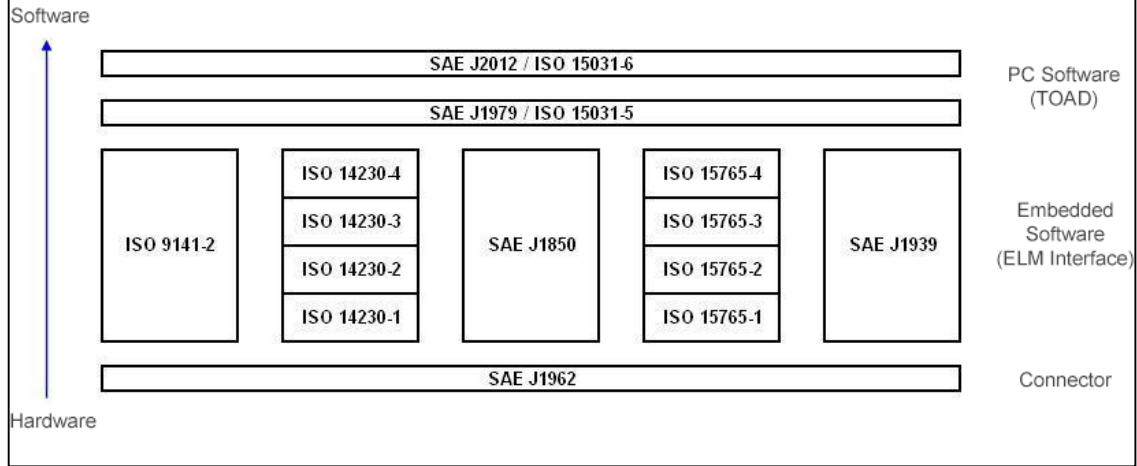 Software
SAE J2012 / ISO 15031-6
PC Software
(TOAD)
SAE J1979 / ISO 15031-5
ISO 9141-2
ISO 14230-4
ISO 14230-3
ISO 14230-2
ISO 14230-1
SAE J1850
ISO 15765-4
ISO 15765-3
ISO 15765-2
ISO 15765-1
SAE J1939
Embedded
Software
(ELM Interface)
SAE J1962
Connector
Hardware